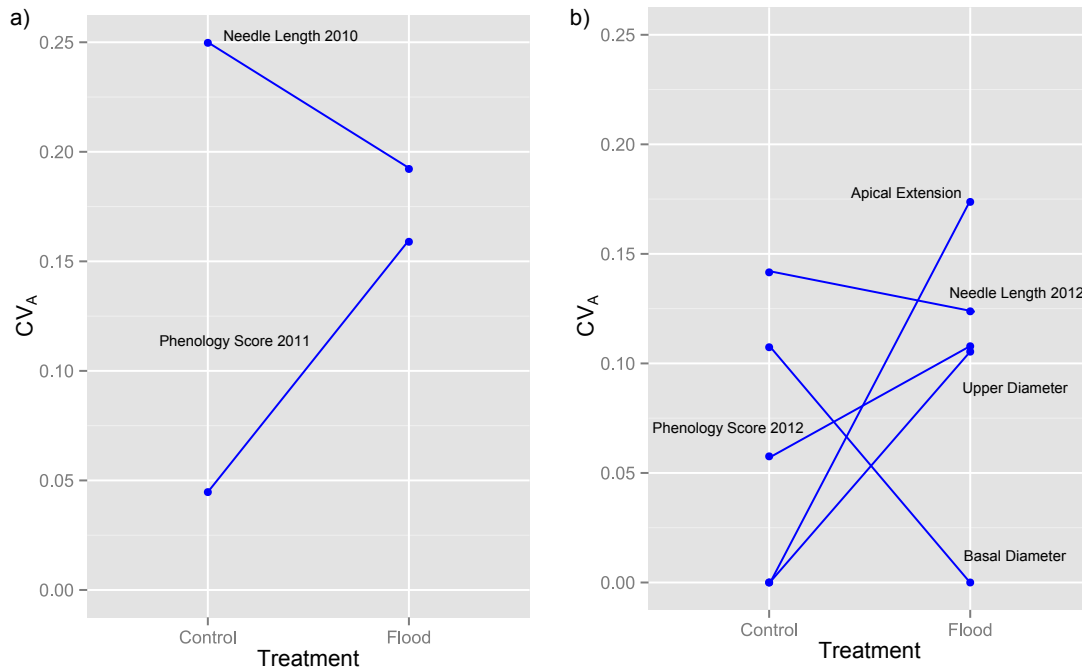 a)
Needle Length 2010
Phenology Score 2011
0.25
0.20
0.15
0.10
0.05
0.00
CVA
Control
Flood
Treatment
b)
Apical Extension
Needle Length 2012
Upper Diameter
Phenology Score 2012
Basal Diameter
0.25
0.20
0.15
0.10
0.05
0.00
CVA
Control
Flood
Treatment